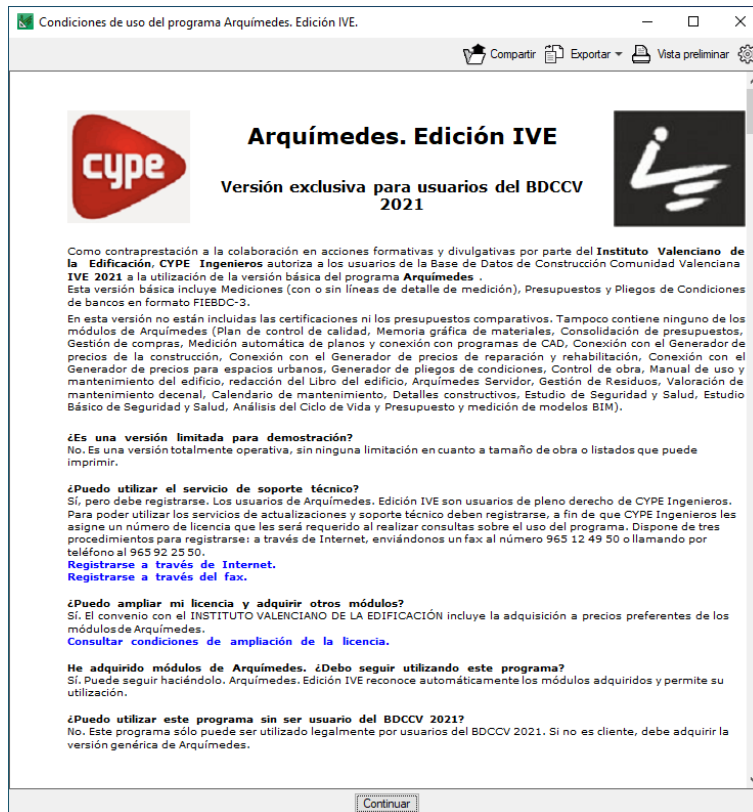 Condiciones de uso del programa Arquímedes. Edición IVE.
Compartir Exportar Vista preliminar
cype
Arquímedes. Edición IVE
Versión exclusiva para usuarios del BDCCV
2021
Como contraprestación a la colaboración en acciones formativas y divulgativas por parte del Instituto Valenciano de
la Edificación, CYPE Ingenieros autoriza a los usuarios de la Base de Datos de Construcción Comunidad Valenciana
IVE 2021 a la utilización de la versión básica del programa Arquímedes .
Esta versión básica incluye Mediciones (con o sin líneas de detalle de medición), Presupuestos y Pliegos de Condiciones
de bancos en formato FIEBDC-3.
En esta versión no están incluidas las certificaciones ni los presupuestos comparativos. Tampoco contiene ninguno de los
módulos de Arquímedes (Plan de control de calidad, Memoria gráfica de materiales, Consolidación de presupuestos,
Gestión de compras, Medición automática de planos y conexión con programas de CAD, Conexión con el Generador de
precios de la construcción, Conexión con el Generador de precios de reparación y rehabilitación, Conexión con el
Generador de precios para espacios urbanos, Generador de pliegos de condiciones, Control de obra, Manual de uso y
mantenimiento del edificio, redacción del Libro del edificio, Arquímedes Servidor, Gestión de Residuos, Valoración de
mantenimiento decenal, Calendario de mantenimiento, Detalles constructivos, Estudio de Seguridad y Salud, Estudio
Básico de Seguridad y Salud, Análisis del Ciclo de Vida y Presupuesto y medición de modelos BIM).
¿Es una versión limitada para demostración?
No. Es una versión totalmente operativa, sin ninguna limitación en cuanto a tamaño de obra o listados que puede
imprimir.
¿Puedo utilizar el servicio de soporte técnico?
Sí, pero debe registrarse. Los usuarios de Arquímedes. Edición IVE son usuarios de pleno derecho de CYPE Ingenieros.
Para poder utilizar los servicios de actualizaciones y soporte técnico deben registrarse, a fin de que CYPE Ingenieros les
asigne un número de licencia que les será requerido al realizar consultas sobre el uso del programa. Dispone de tres
procedimientos para registrarse: a través de Internet, enviándonos un fax al número 965 12 49 50 o llamando por
teléfono al 965 92 25 50.
Registrarse a través de Internet.
Registrarse a través del fax.
¿Puedo ampliar mi licencia y adquirir otros módulos?
Sí. El convenio con el INSTITUTO VALENCIANO DE LA EDIFICACIÓN incluye la adquisición a precios preferentes de los
módulos de Arquímedes.
Consultar condiciones de ampliación de la licencia.
He adquirido módulos de Arquímedes. ¿Debo seguir utilizando este programa?
Sí. Puede seguir haciéndolo. Arquímedes. Edición IVE reconoce automáticamente los módulos adquiridos y permite su
utilización.
¿Puedo utilizar este programa sin ser usuario del BDCCV 2021?
No. Este programa sólo puede ser utilizado legalmente por usuarios del BDCCV 2021. Si no es cliente, debe adquirir la
versión genérica de Arquímedes.
Continuar